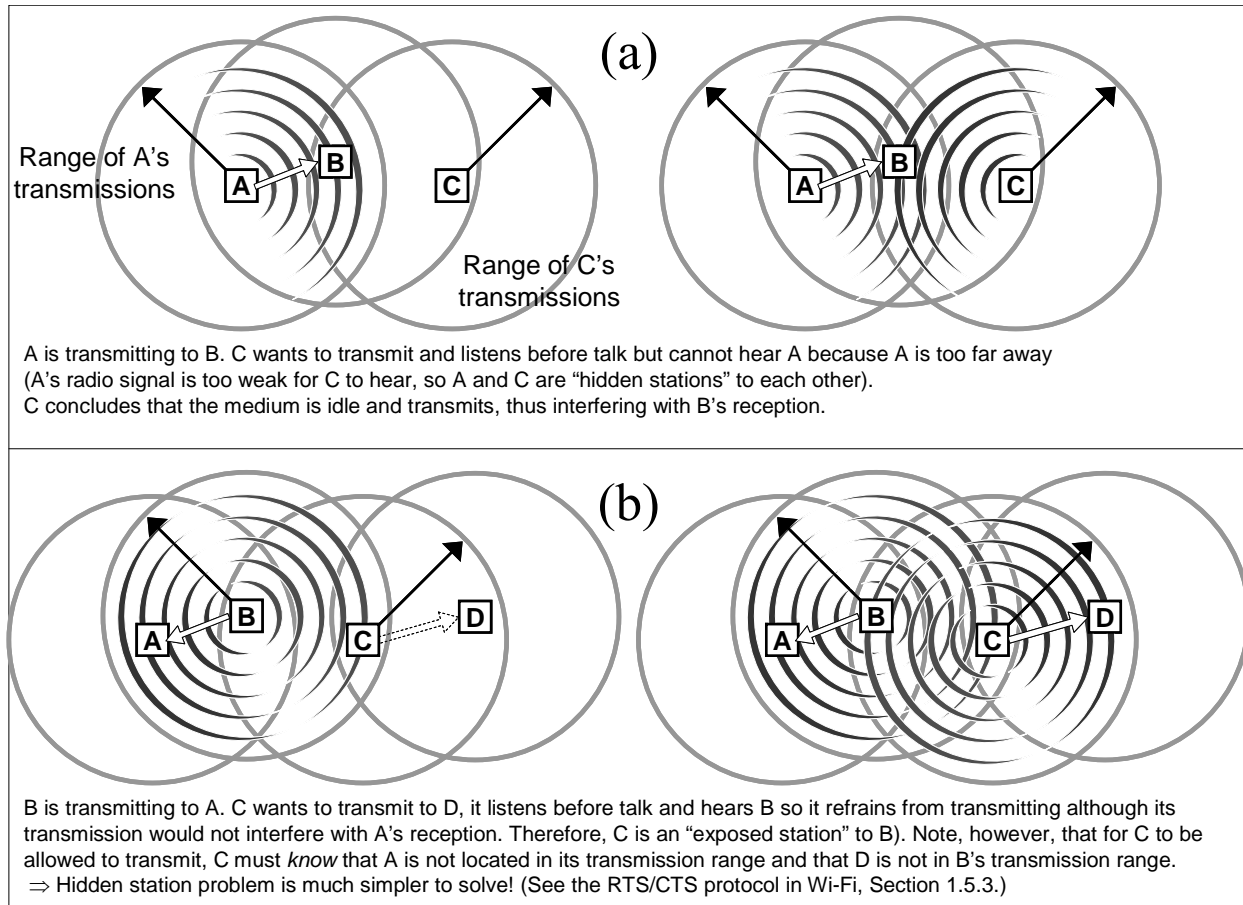 (a)
Range of A's
transmissions
A
B
C
Range of C's
transmissions
A
B
C
A is transmitting to B. C wants to transmit and listens before talk but cannot hear A because A is too far away
(A's radio signal is too weak for C to hear, so A and C are “hidden stations” to each other).
C concludes that the medium is idle and transmits, thus interfering with B's reception.
(b)
A
B
C
D
A
B
C
D
B is transmitting to A. C wants to transmit to D, it listens before talk and hears B so it refrains from transmitting although its
transmission would not interfere with A's reception. Therefore, C is an “exposed station” to B). Note, however, that for C to be
allowed to transmit, C must know that A is not located in its transmission range and that D is not in B's transmission range.
⇒ Hidden station problem is much simpler to solve! (See the RTS/CTS protocol in Wi-Fi, Section 1.5.3.)